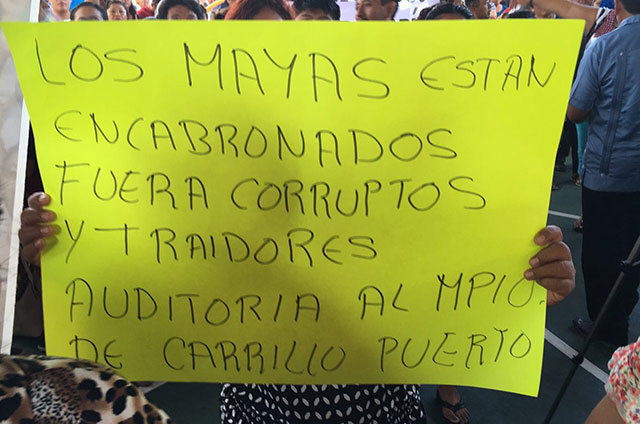 LOS MAYAS ESTAN
ENCABRONADOS
FUERA CORRUPTOS
Y TRAIDORES
AUDITORIA AL MPIO.
DE CARRILLO PUERTO